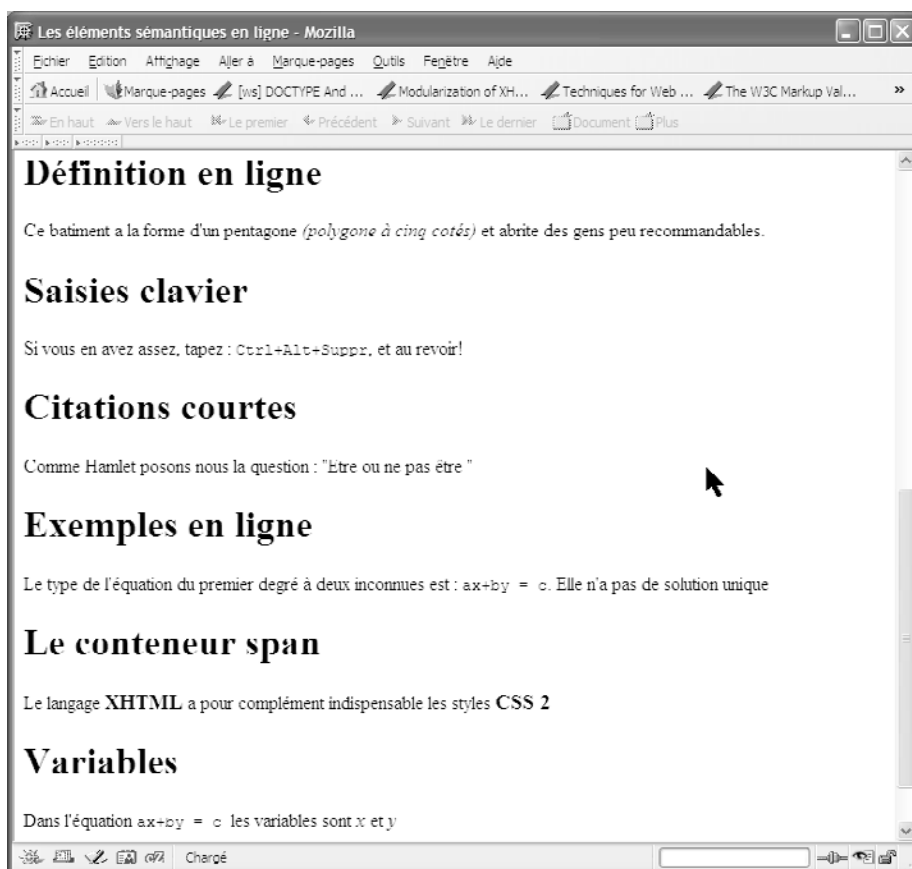 Les éléments sémantiques en ligne - Mozilla
Fichier Edition Affichage Aller à Marque-pages Outils Fenêtre Aide
Accueil Marque-pages [ws] DOCTYPE And ... Modularization of XH... Techniques for Web ... The W3C Markup Val... »
En haut Vers le haut Le premier Précédent Suivant Le dernier Document Plus
Définition en ligne
Ce batiment a la forme d'un pentagone (polygone à cinq cotés) et abrite des gens peu recommandables.
Saisies clavier
Si vous en avez assez, tapez : Ctrl+Alt+Suppr, et au revoir!
Citations courtes
Comme Hamlet posons nous la question : "Etre ou ne pas être "
Exemples en ligne
Le type de l'équation du premier degré à deux inconnues est : ax+by = c. Elle n'a pas de solution unique
Le conteneur span
Le langage XHTML a pour complément indispensable les styles CSS 2
Variables
Dans l'équation ax+by = c les variables sont x et y
Chargé